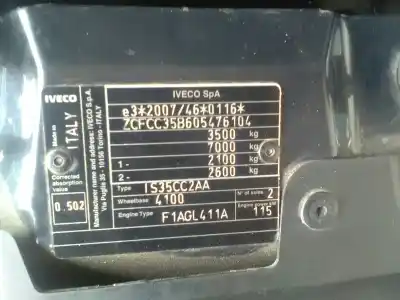 IVECO
IVECO SpA
Made in ITALY
Manufacturer name and address: IVECO S.p.A.
Via Puglia 35 - 10156 Torino - ITALY
e3*2007/46*0116*
ZCFCC35B605476104
3500 kg
7000 kg
1- 2100 kg
2- 2600 kg
Corrected absorption value
0.502
Type IS35CC2AA
N° of axles 2
Wheelbase 4100
Engine power kW 115
Engine Type F1AGL411A